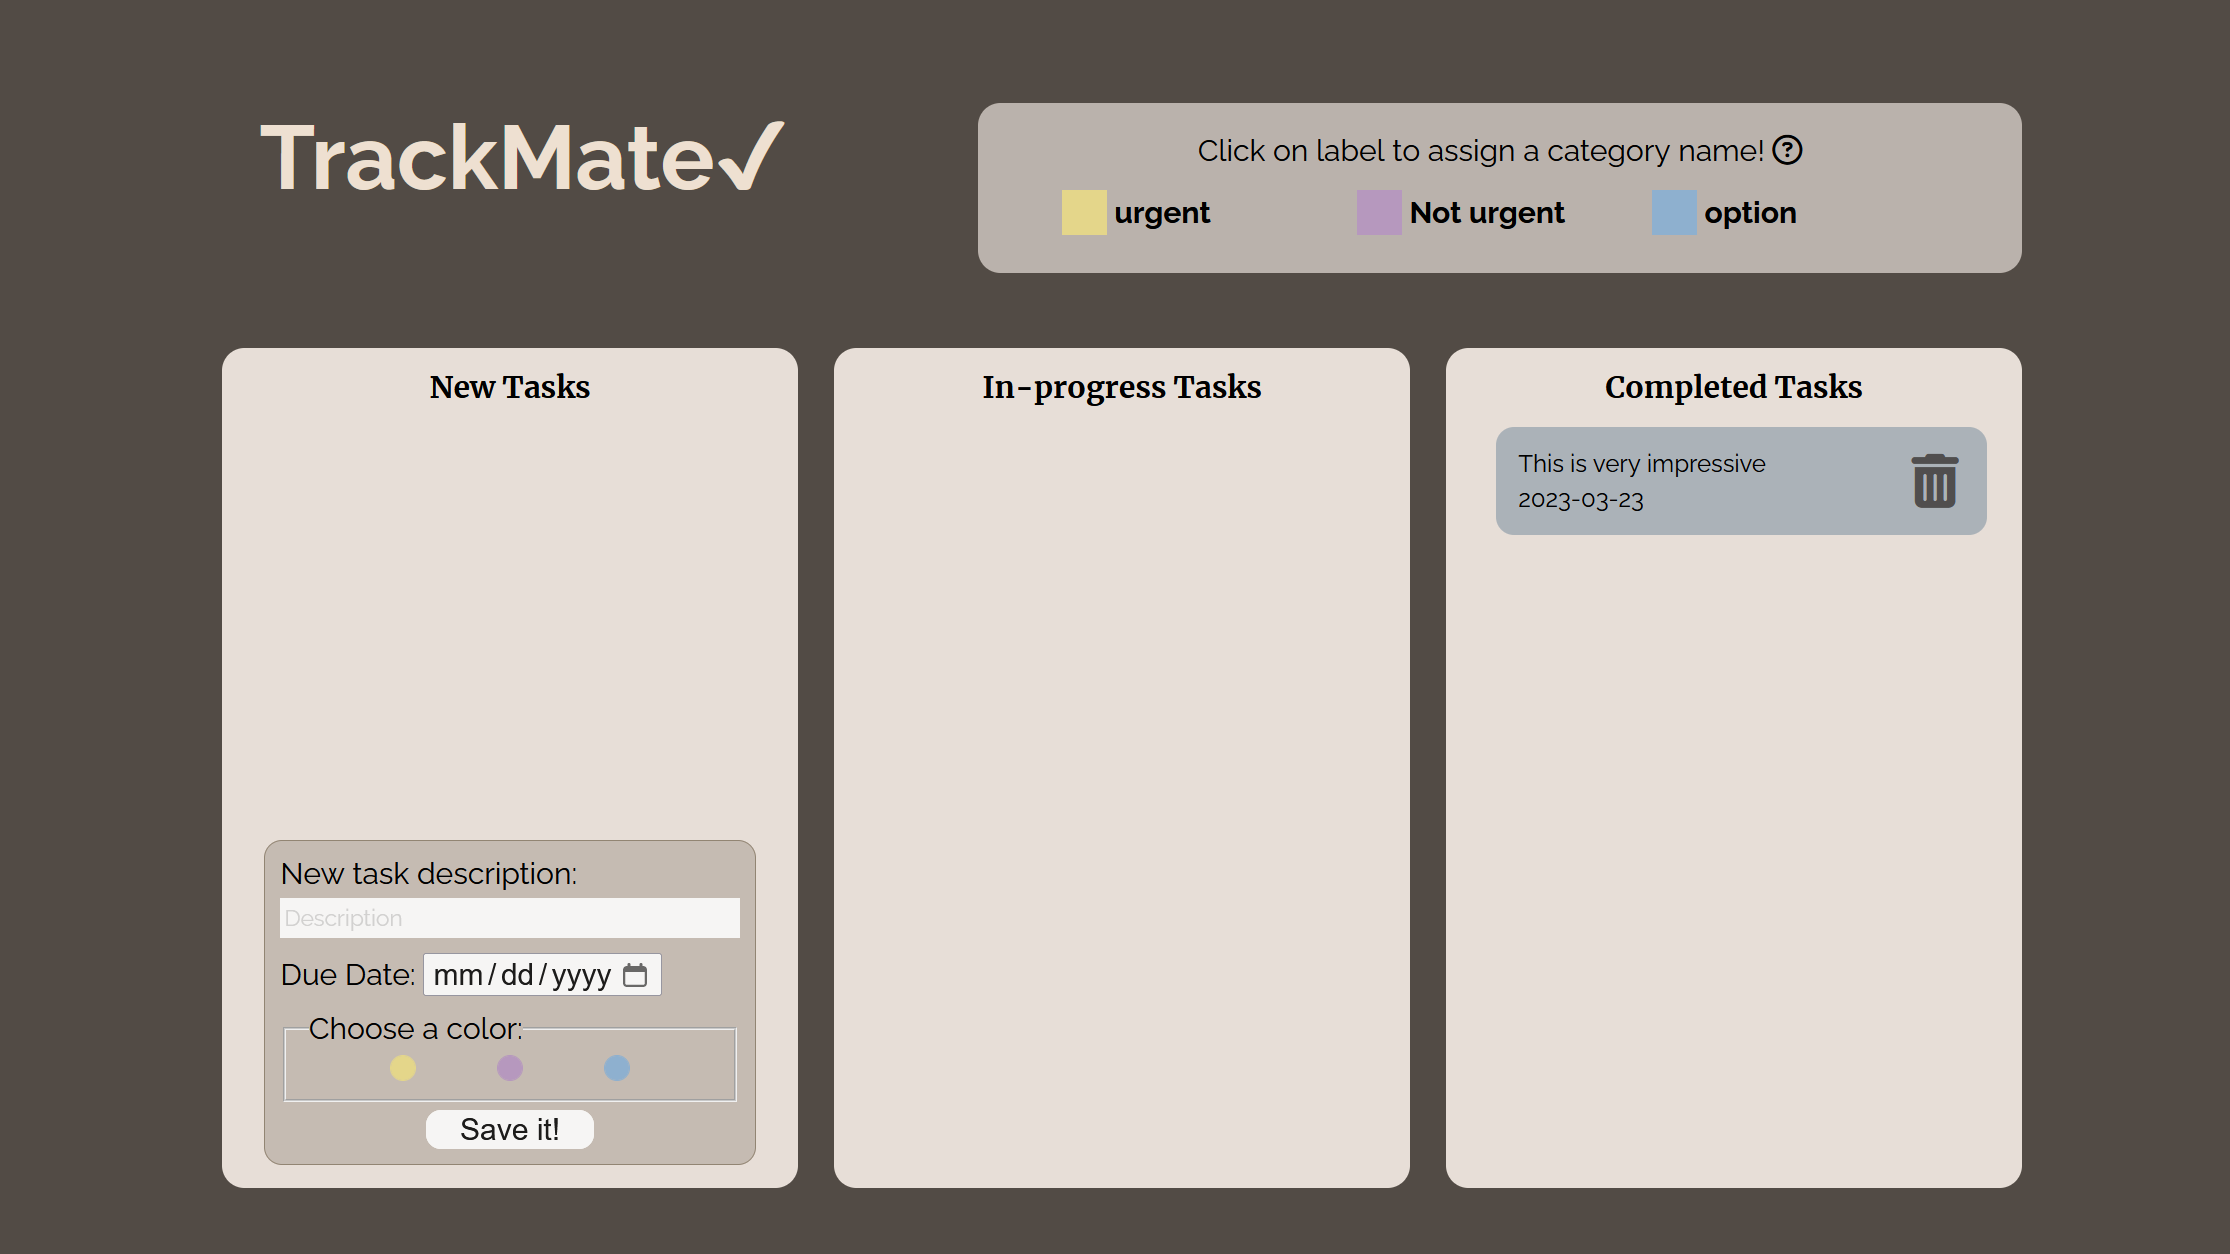 TrackMate✓
Click on label to assign a category name!
urgent
Not urgent
option
New Tasks
New task description:
Description
Due Date: mm/dd/yyyy
Choose a color:
Save it!
In-progress Tasks
Completed Tasks
This is very impressive
2023-03-23